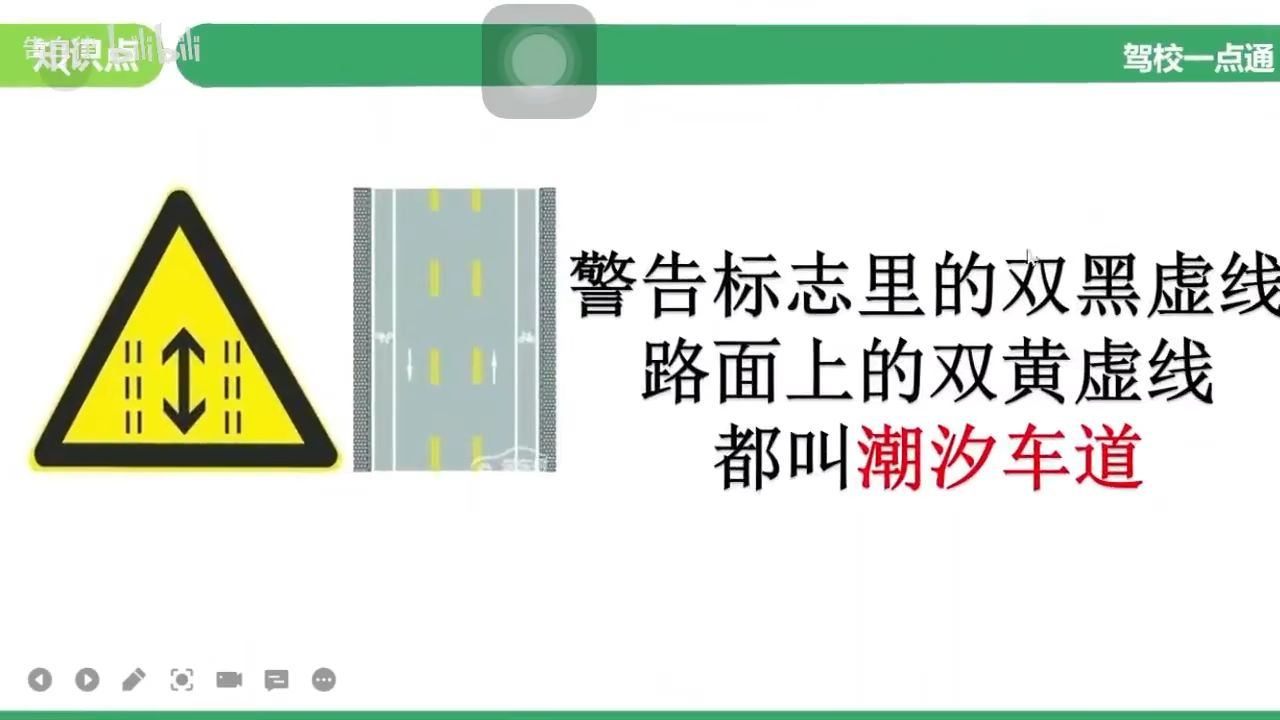 知识点
驾校一点通
警告标志里的双黑虚线
路面上的双黄虚线
都叫潮汐车道